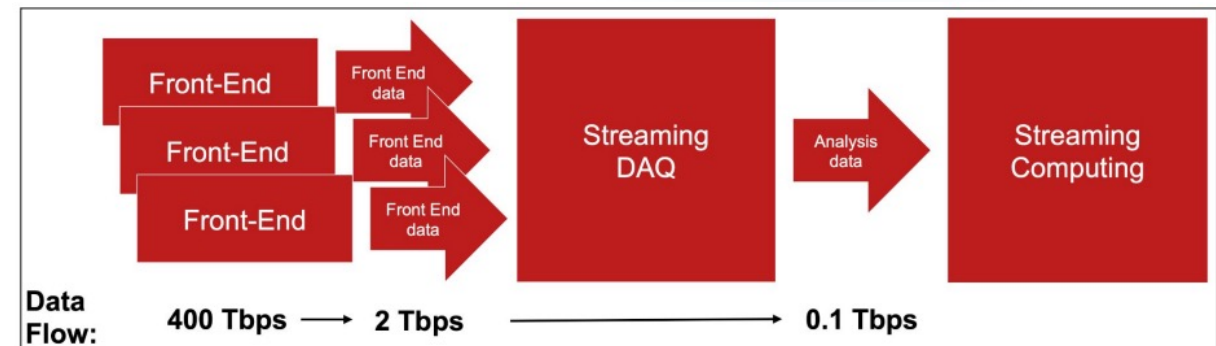 Front-End
Front-End
Front-End
Front End
data
Front End
data
Front End
data
Streaming
DAQ
Analysis
data
Streaming
Computing
Data
Flow:
400 Tbps
2 Tbps
0.1 Tbps